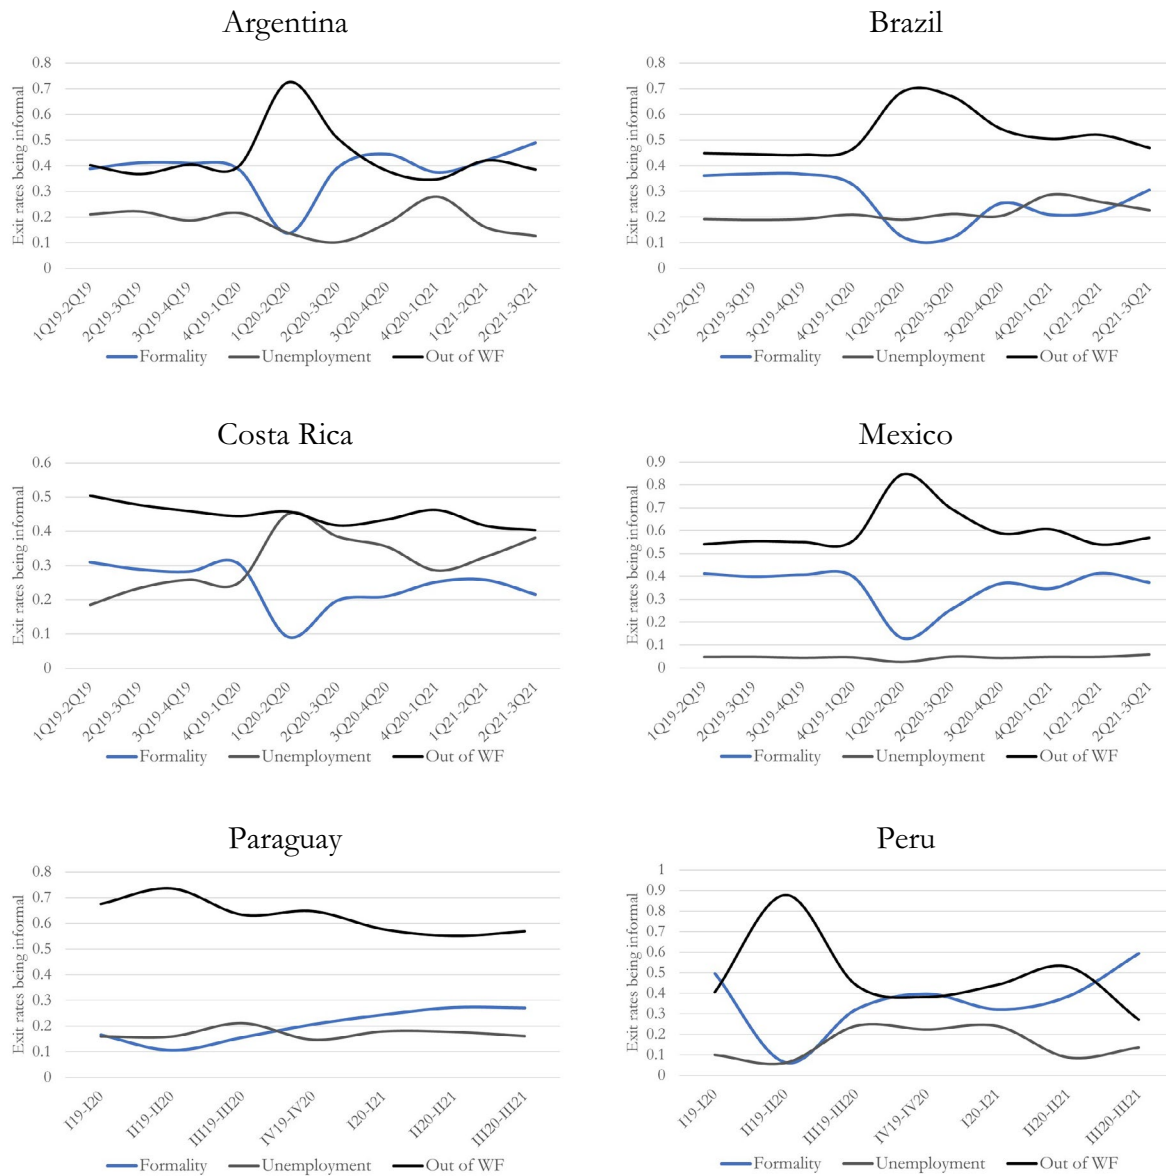 Argentina
Exit rates being informal
0.8
0.7
0.6
0.5
0.4
0.3
0.2
0.1
0
1Q19-2Q19
2Q19-3Q19
3Q19-4Q19
4Q19-1Q20
1Q20-2Q20
2Q20-3Q20
3Q20-4Q20
4Q20-1Q21
1Q21-2Q21
2Q21-3Q21
Formality Unemployment Out of WF
Brazil
Exit rates being informal
0.8
0.7
0.6
0.5
0.4
0.3
0.2
0.1
0
1Q19-2Q19
2Q19-3Q19
3Q19-4Q19
4Q19-1Q20
1Q20-2Q20
2Q20-3Q20
3Q20-4Q20
4Q20-1Q21
1Q21-2Q21
2Q21-3Q21
Formality Unemployment Out of WF
Costa Rica
Exit rates being informal
0.6
0.5
0.4
0.3
0.2
0.1
0
1Q19-2Q19
2Q19-3Q19
3Q19-4Q19
4Q19-1Q20
1Q20-2Q20
2Q20-3Q20
3Q20-4Q20
4Q20-1Q21
1Q21-2Q21
2Q21-3Q21
Formality Unemployment Out of WF
Mexico
Exit rates being informal
0.9
0.8
0.7
0.6
0.5
0.4
0.3
0.2
0.1
0
1Q19-2Q19
2Q19-3Q19
3Q19-4Q19
4Q19-1Q20
1Q20-2Q20
2Q20-3Q20
3Q20-4Q20
4Q20-1Q21
1Q21-2Q21
2Q21-3Q21
Formality Unemployment Out of WF
Paraguay
Exit rates being informal
0.8
0.7
0.6
0.5
0.4
0.3
0.2
0.1
0
I19-I20
II19-II20
III19-III20
IV19-IV20
I20-I21
II20-II21
III20-III21
Formality Unemployment Out of WF
Peru
Exit rates being informal
1
0.9
0.8
0.7
0.6
0.5
0.4
0.3
0.2
0.1
0
I19-I20
II19-II20
III19-III20
IV19-IV20
I20-I21
II20-II21
III20-III21
Formality Unemployment Out of WF